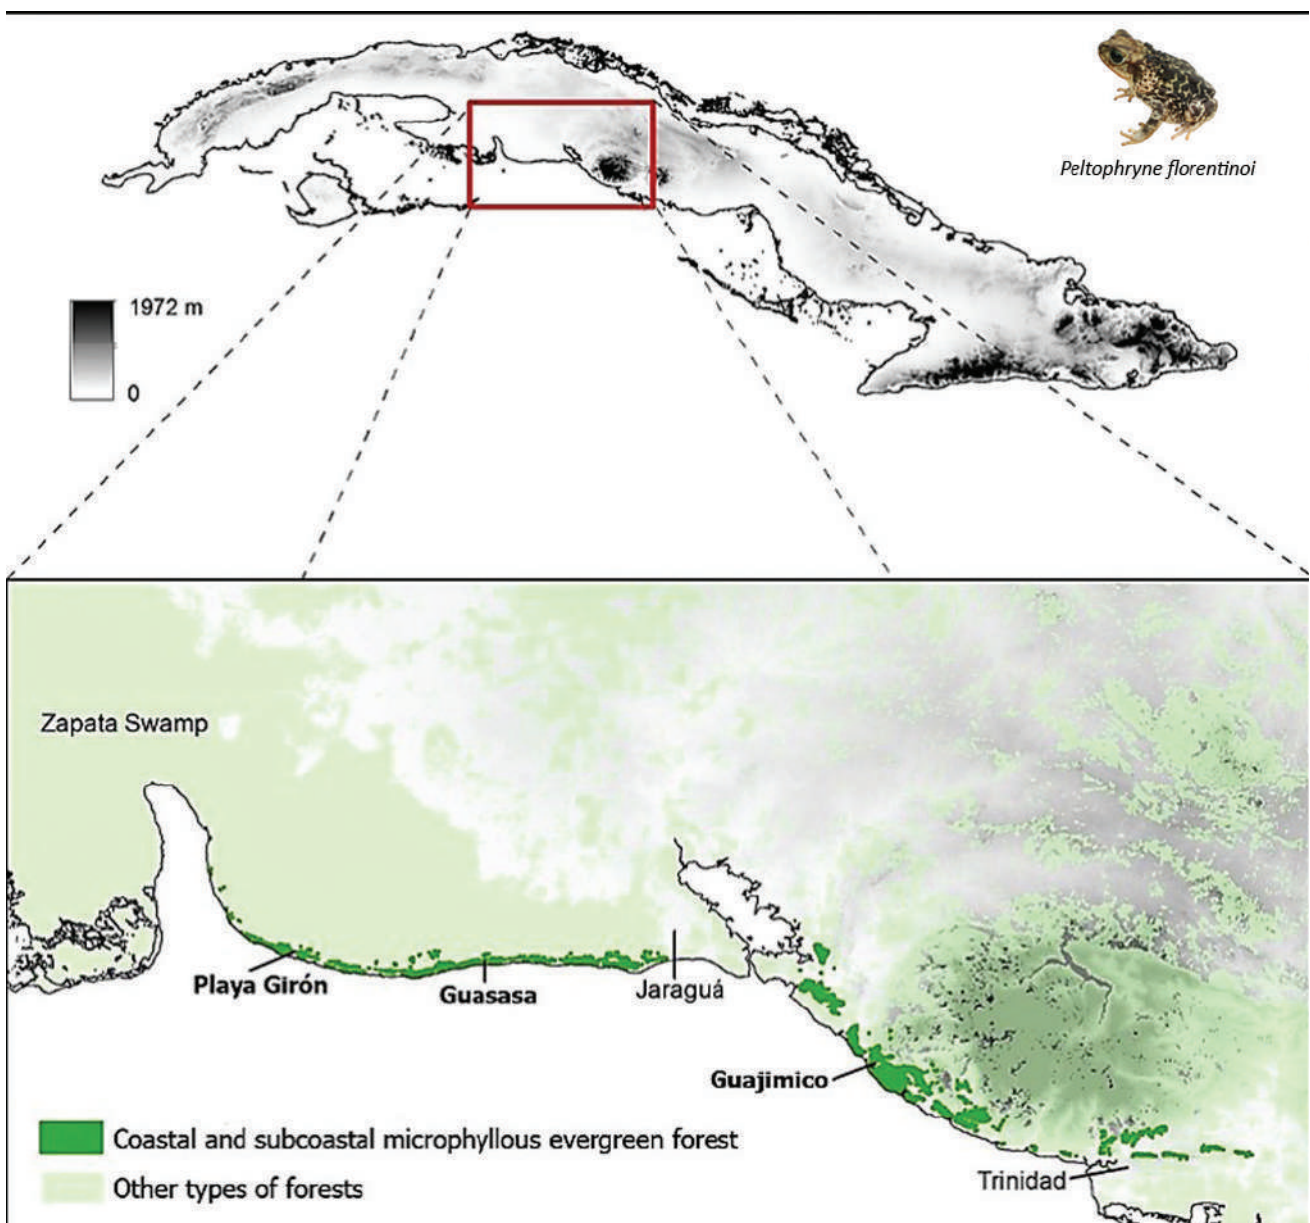 Peltophryne florentinoi
1972 m
0
Zapata Swamp
Playa Girón
Guasasa
Jaraguá
Guajimico
Coastal and subcoastal microphyllous evergreen forest
Trinidad
Other types of forests